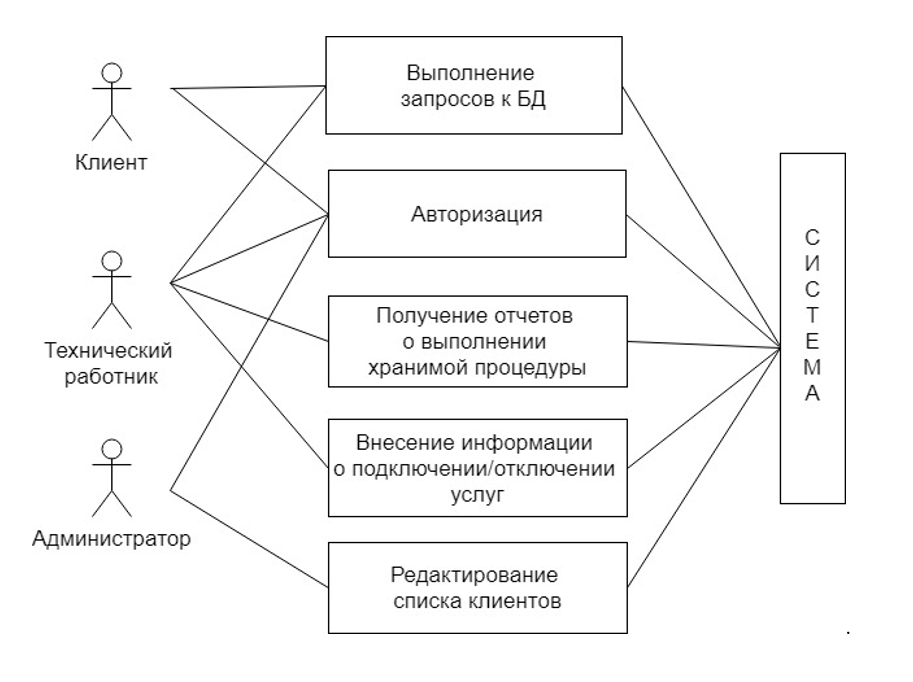 Клиент
Технический
работник
Администратор
Выполнение
запросов к БД
Авторизация
Получение отчетов
о выполнении
хранимой процедуры
Внесение информации
о подключении/отключении
услуг
Редактирование
списка клиентов
С
И
С
Т
Е
М
А
.